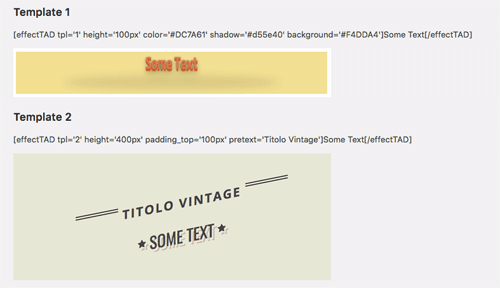 Template 1
[effectTAD tpl='1' height='100px' color='#DC7A61' shadow='#d55e40' background='#F4DDA4']Some Text[/effectTAD]
Some Text
Template 2
[effectTAD tpl='2' height='400px' padding_top='100px' pretext='Titolo Vintage']Some Text[/effectTAD]
TITOLO VINTAGE
★ SOME TEXT ★